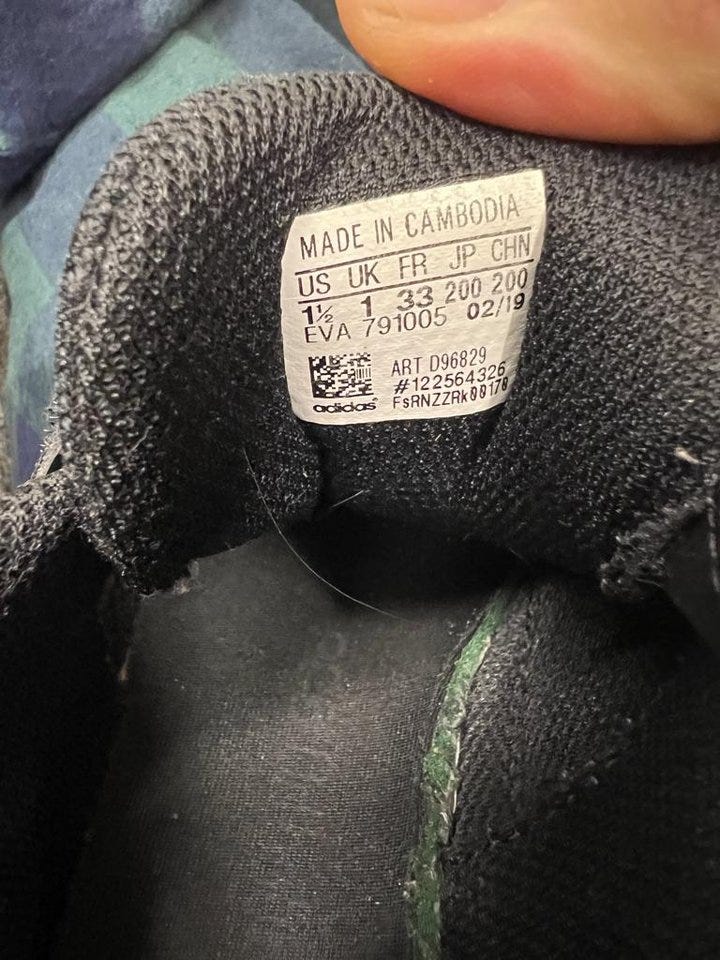 MADE IN CAMBODIA
US UK FR JP CHN
1½ 1 33 200 200
EVA 791005 02/19
ART D96829
#122564326
adidas FsRNZZRk00170